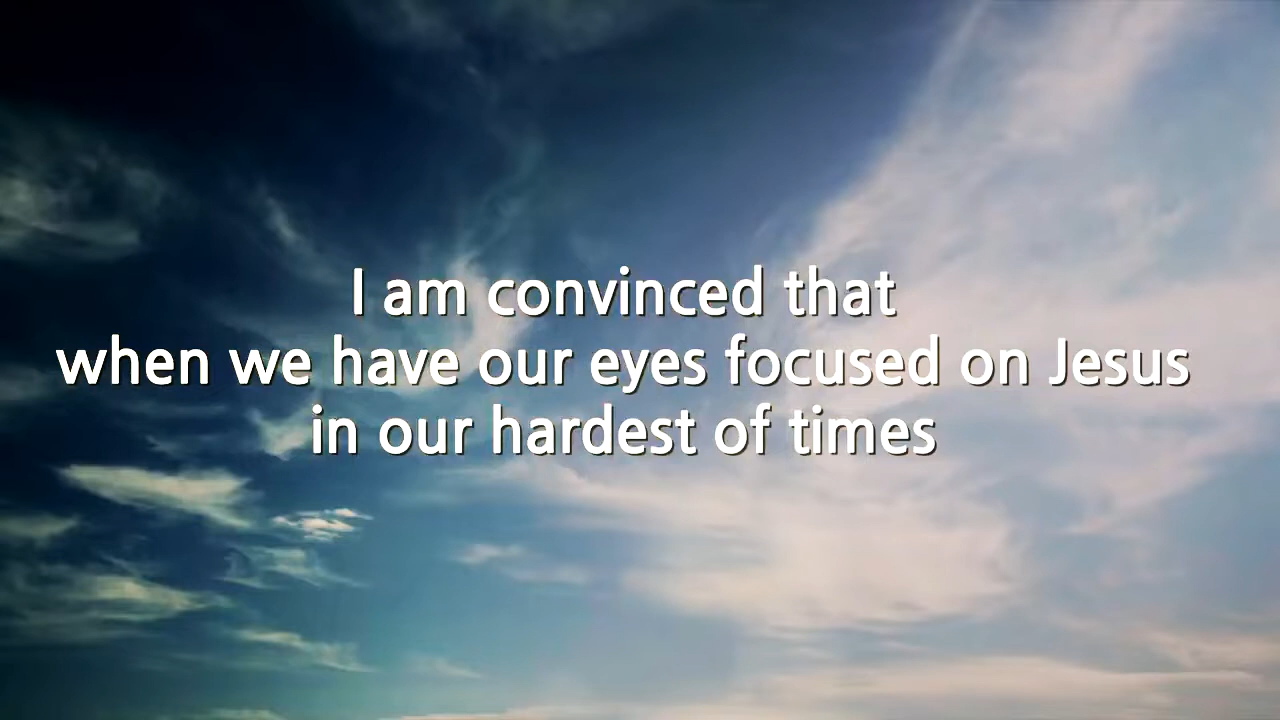 I am convinced that
when we have our eyes focused on Jesus
in our hardest of times